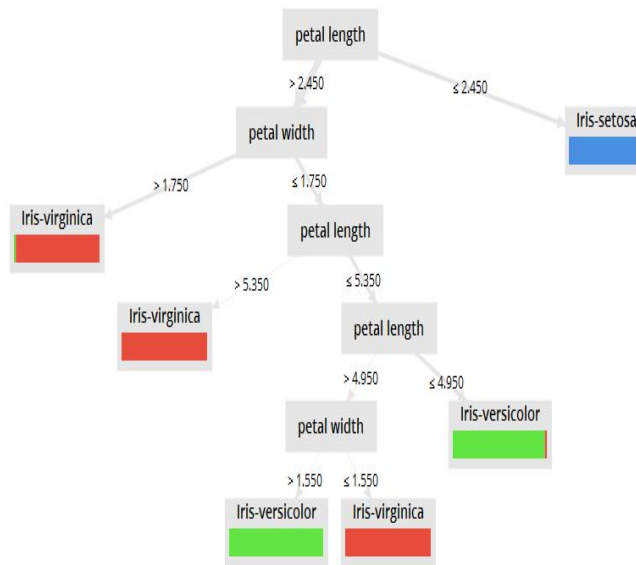 petal length
> 2.450
≤ 2.450
petal width
Iris-setosa
> 1.750
≤ 1.750
Iris-virginica
petal length
> 5.350
≤ 5.350
Iris-virginica
petal length
> 4.950
≤ 4.950
petal width
Iris-versicolor
> 1.550
≤ 1.550
Iris-versicolor
Iris-virginica